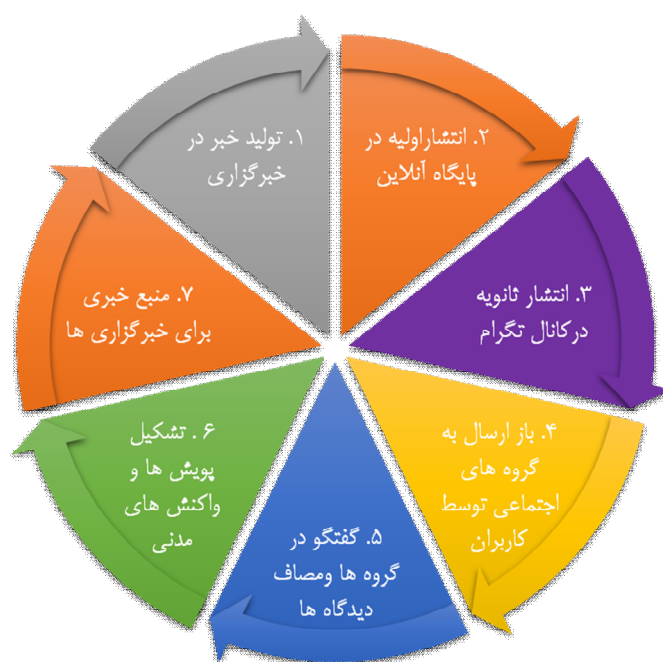 ۱. تولید خبر در
خبرگزاری
۲. انتشاراولیه در
پایگاه آنلاین
۳. انتشار ثانویه
درکانال تگرام
۴. باز ارسال به
گروه های
اجتماعی توسط
کاربران
۵. گفتگو در
گروه ها ومصاف
دیدگاه ها
۶. تشکیل
پویش ها و
واکنش های
مدنی
۷. منبع خبری
برای خبرگزاری ها